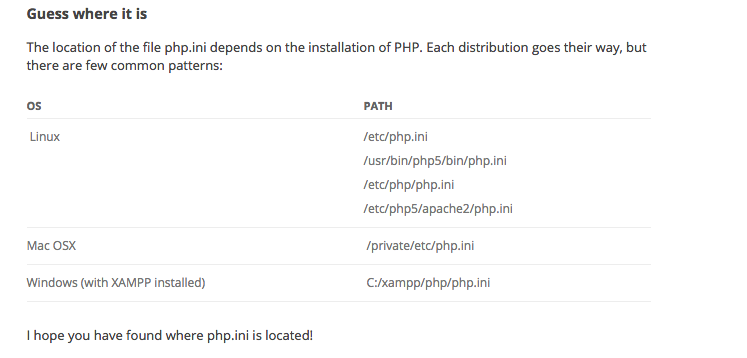 Guess where it is
The location of the file php.ini depends on the installation of PHP. Each distribution goes their way, but
there are few common patterns:
OS PATH
Linux /etc/php.ini
/usr/bin/php5/bin/php.ini
/etc/php/php.ini
/etc/php5/apache2/php.ini
Mac OSX /private/etc/php.ini
Windows (with XAMPP installed) C:/xampp/php/php.ini
I hope you have found where php.ini is located!